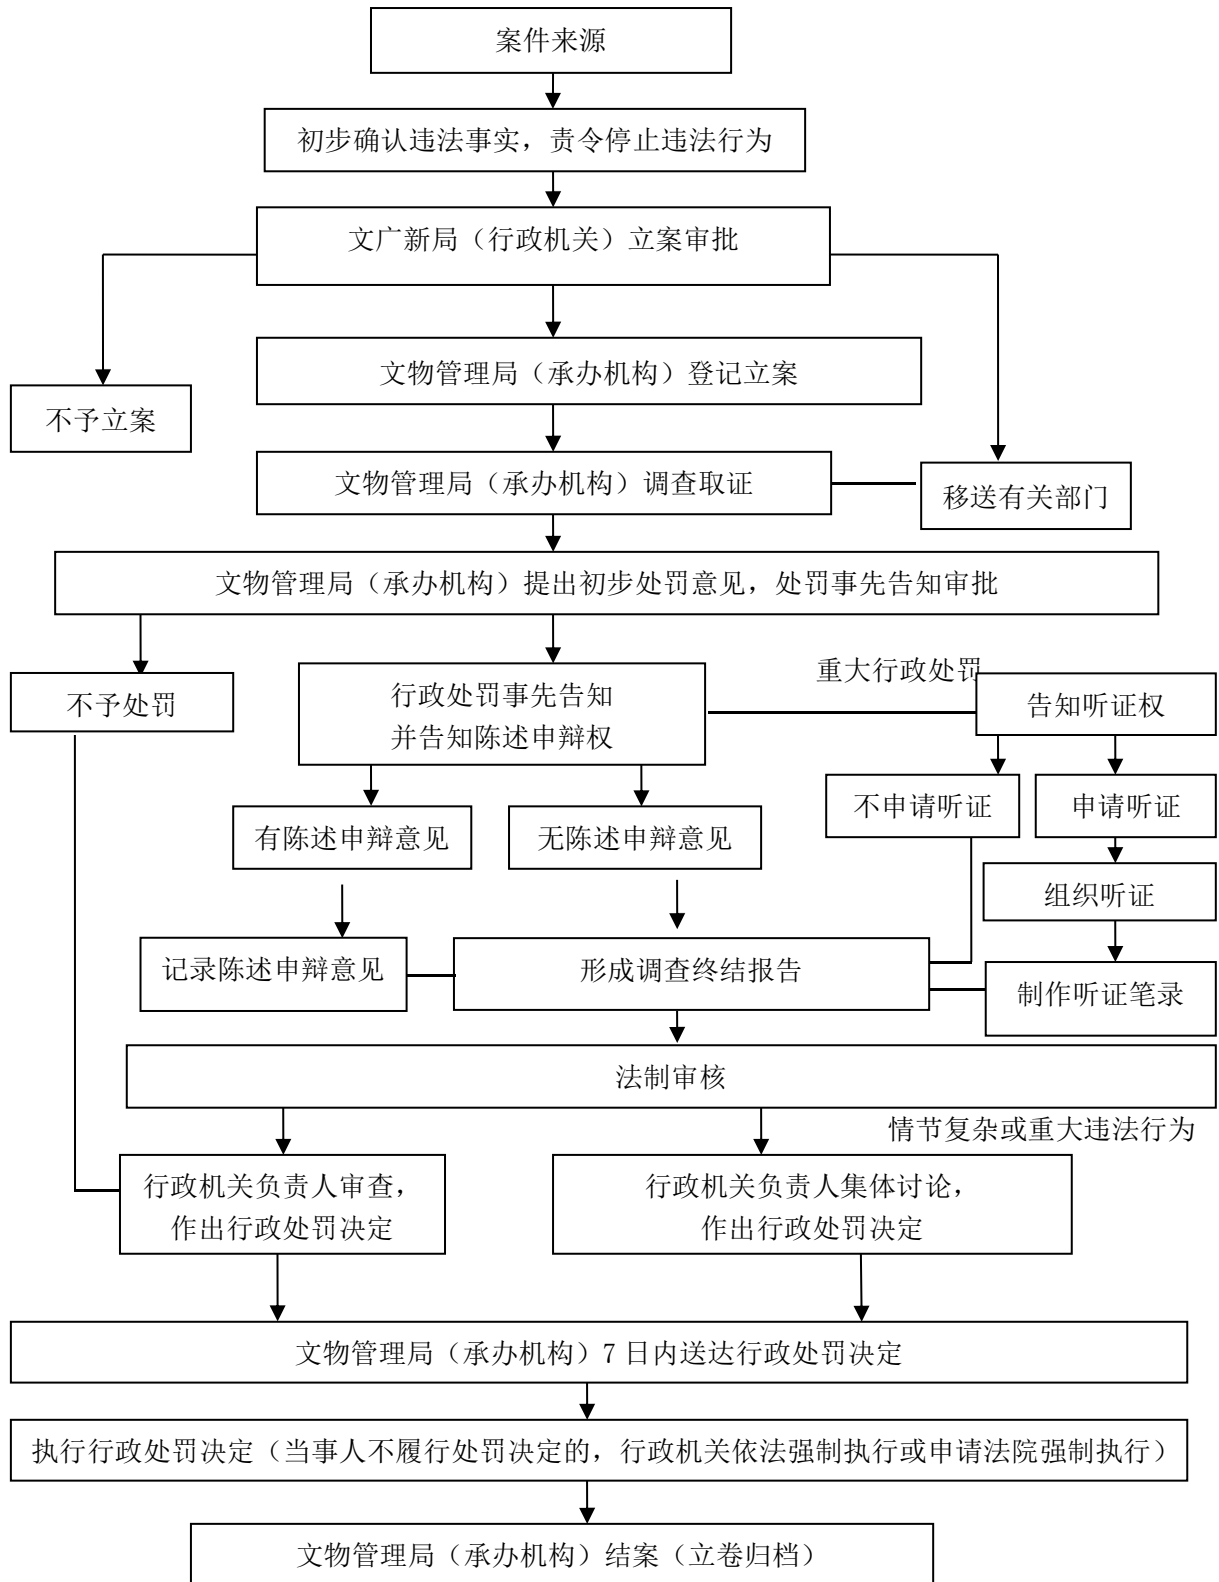 案件来源
初步确认违法事实，责令停止违法行为
文广新局（行政机关）立案审批
文物管理局（承办机构）登记立案
不予立案
文物管理局（承办机构）调查取证
移送有关部门
文物管理局（承办机构）提出初步处罚意见，处罚事先告知审批
重大行政处罚
不予处罚
行政处罚事先告知
并告知陈述申辩权
告知听证权
不申请听证
申请听证
有陈述申辩意见
无陈述申辩意见
组织听证
记录陈述申辩意见
形成调查终结报告
制作听证笔录
法制审核
情节复杂或重大违法行为
行政机关负责人审查，
作出行政处罚决定
行政机关负责人集体讨论，
作出行政处罚决定
文物管理局（承办机构）7 日内送达行政处罚决定
执行行政处罚决定（当事人不履行处罚决定的，行政机关依法强制执行或申请法院强制执行）
文物管理局（承办机构）结案（立卷归档）